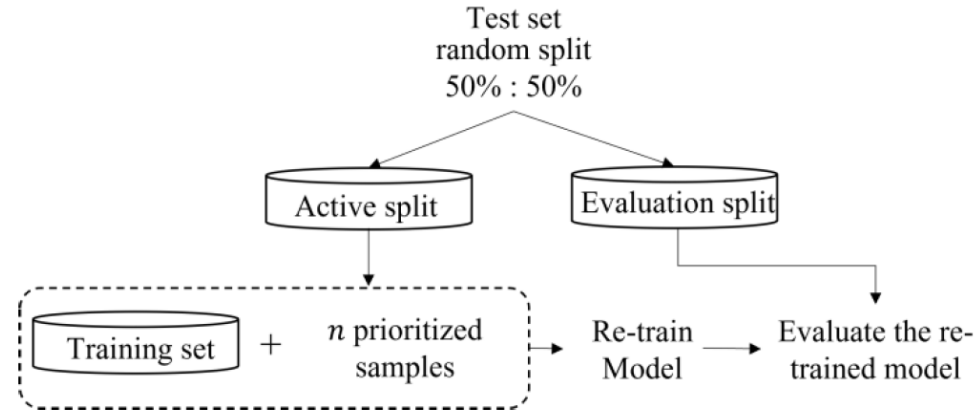 Test set
random split
50% : 50%
Active split
Evaluation split
Training set
+
n prioritized
samples
Re-train
Model
Evaluate the re-
trained model